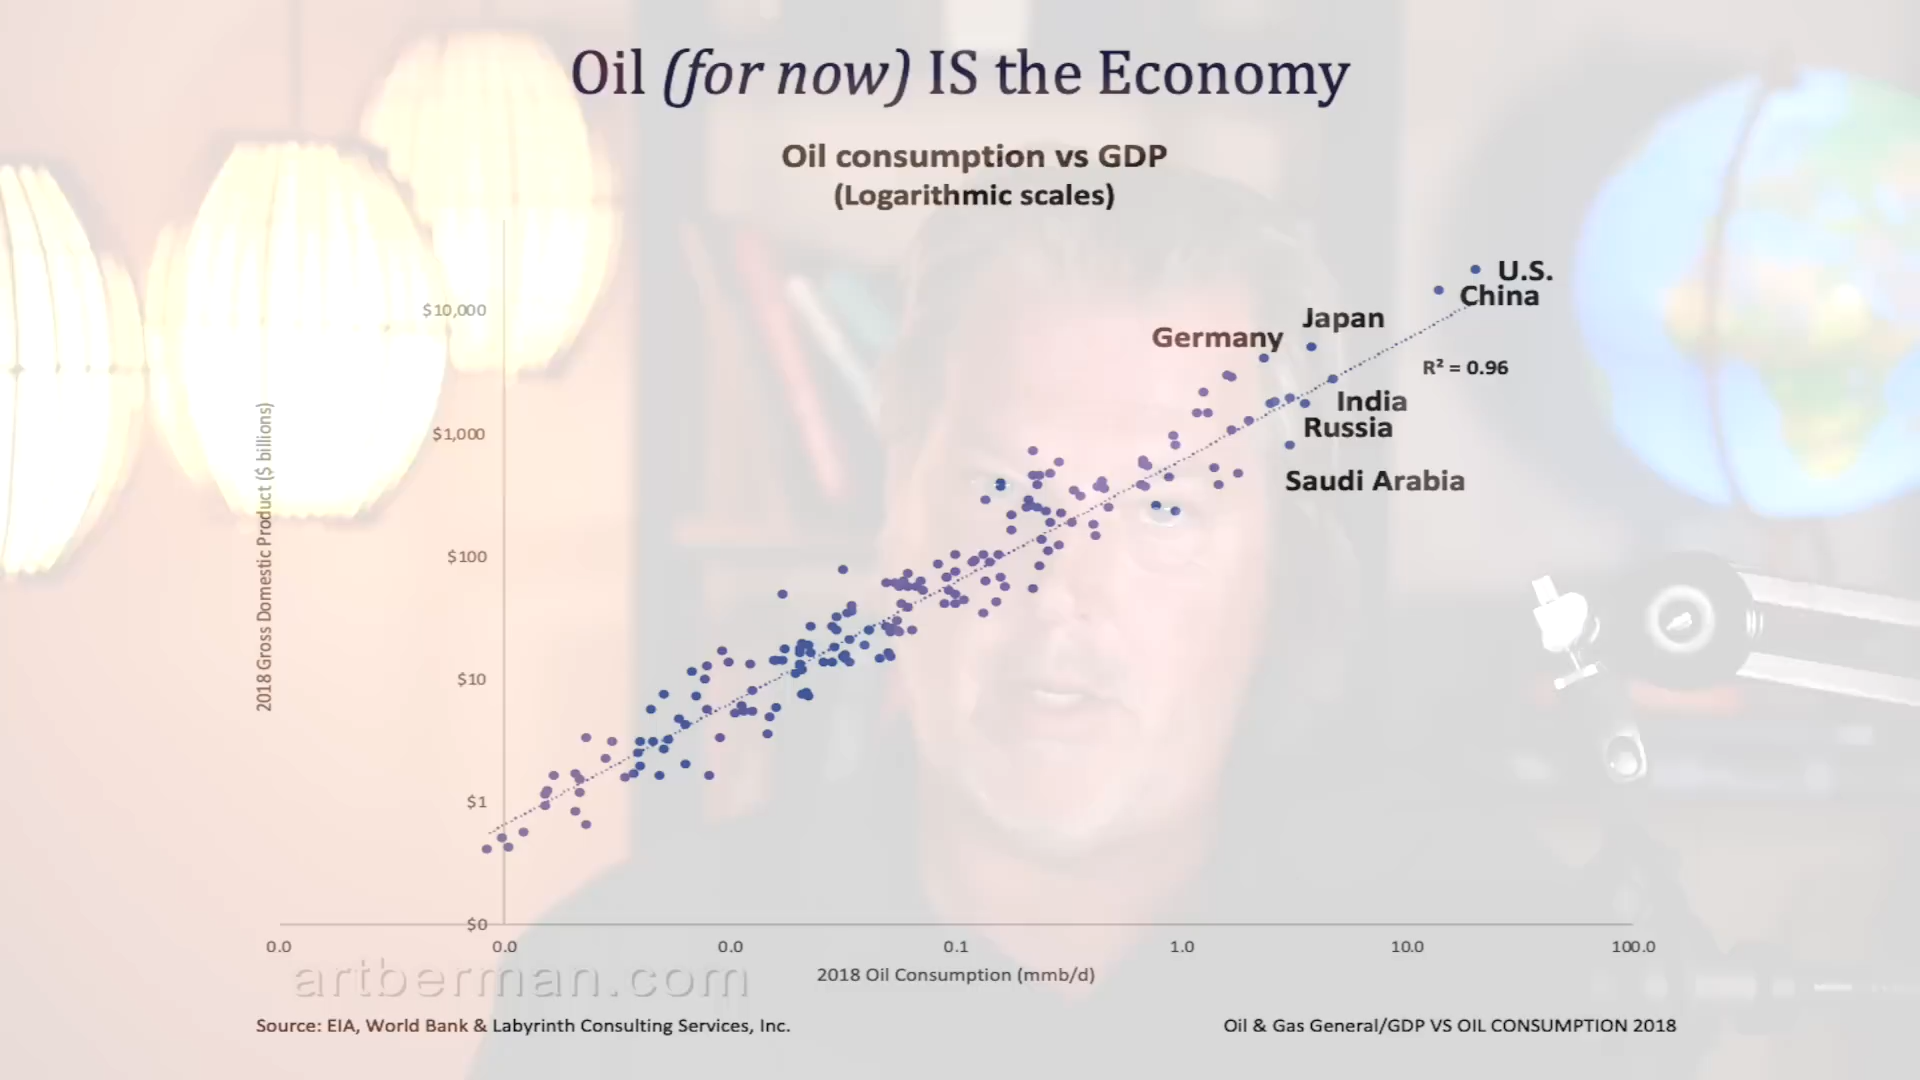 Oil (for now) IS the Economy
Oil consumption vs GDP
(Logarithmic scales)
U.S.
China
Japan
Germany
R² = 0.96
India
Russia
Saudi Arabia
2018 Gross Domestic Product ($ billions)
$10,000
$1,000
$100
$10
$1
$0
0.0 0.0 0.0 0.1 1.0 10.0 100.0
2018 Oil Consumption (mmb/d)
artberman.com
Source: EIA, World Bank & Labyrinth Consulting Services, Inc.
Oil & Gas General/GDP VS OIL CONSUMPTION 2018